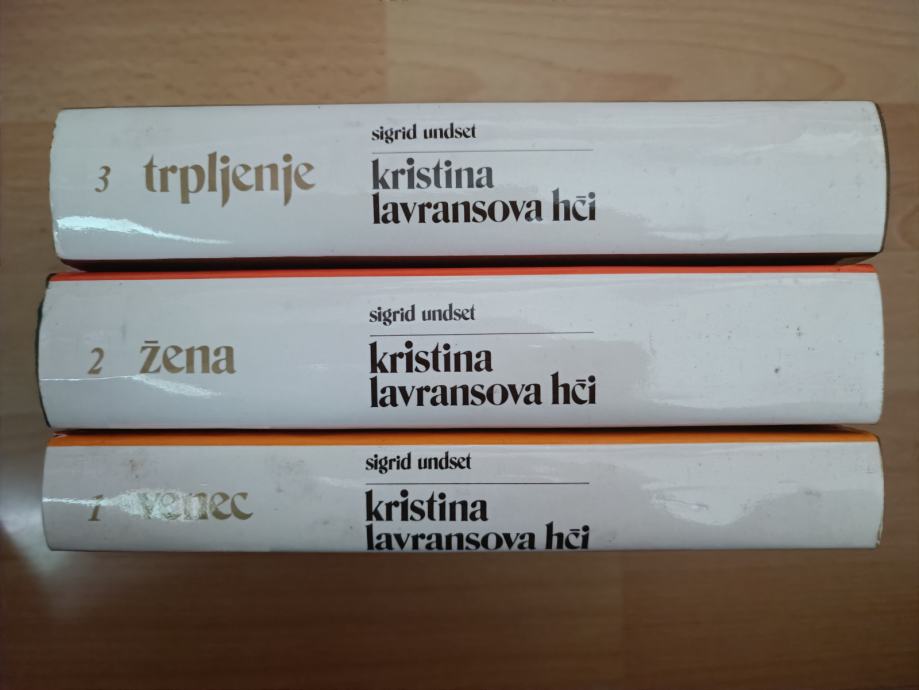 3 trpljenje
sigrid undset
kristina
lavransova hči
2 žena
sigrid undset
kristina
lavransova hči
1 venec
sigrid undset
kristina
lavransova hči